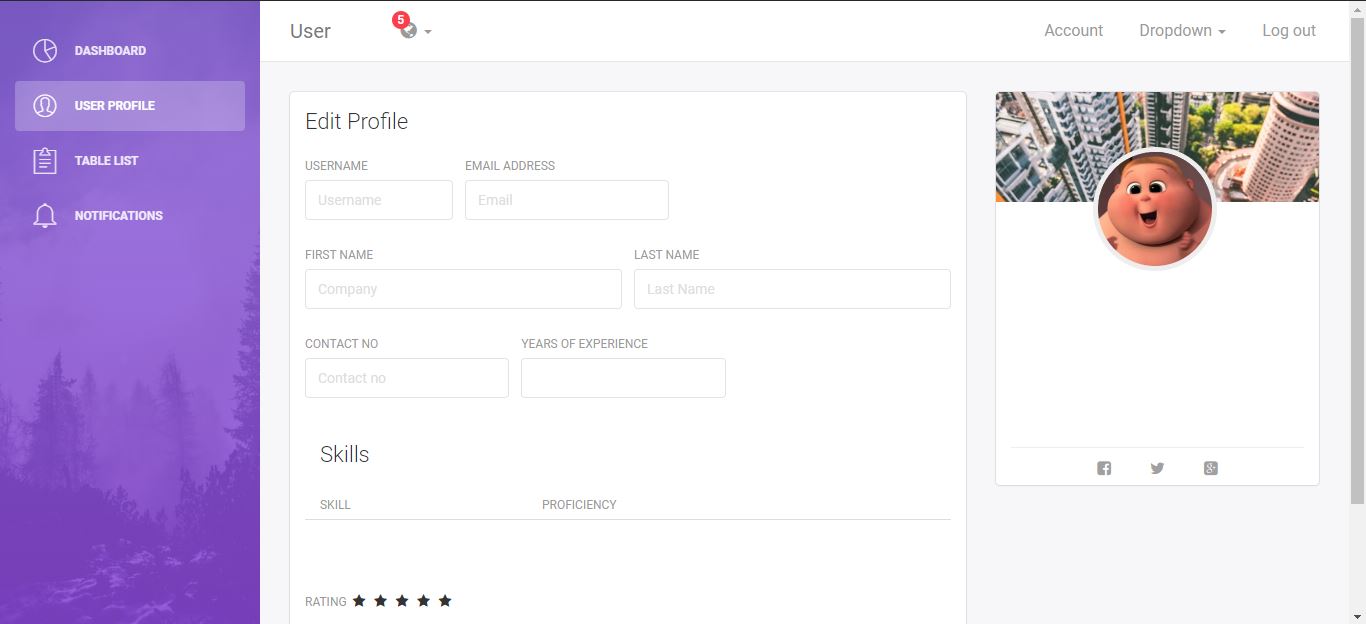 DASHBOARD
USER PROFILE
TABLE LIST
NOTIFICATIONS
User
5
Account
Dropdown
Log out
Edit Profile
USERNAME EMAIL ADDRESS
Username Email
FIRST NAME LAST NAME
Company Last Name
CONTACT NO YEARS OF EXPERIENCE
Contact no
Skills
SKILL PROFICIENCY
RATING